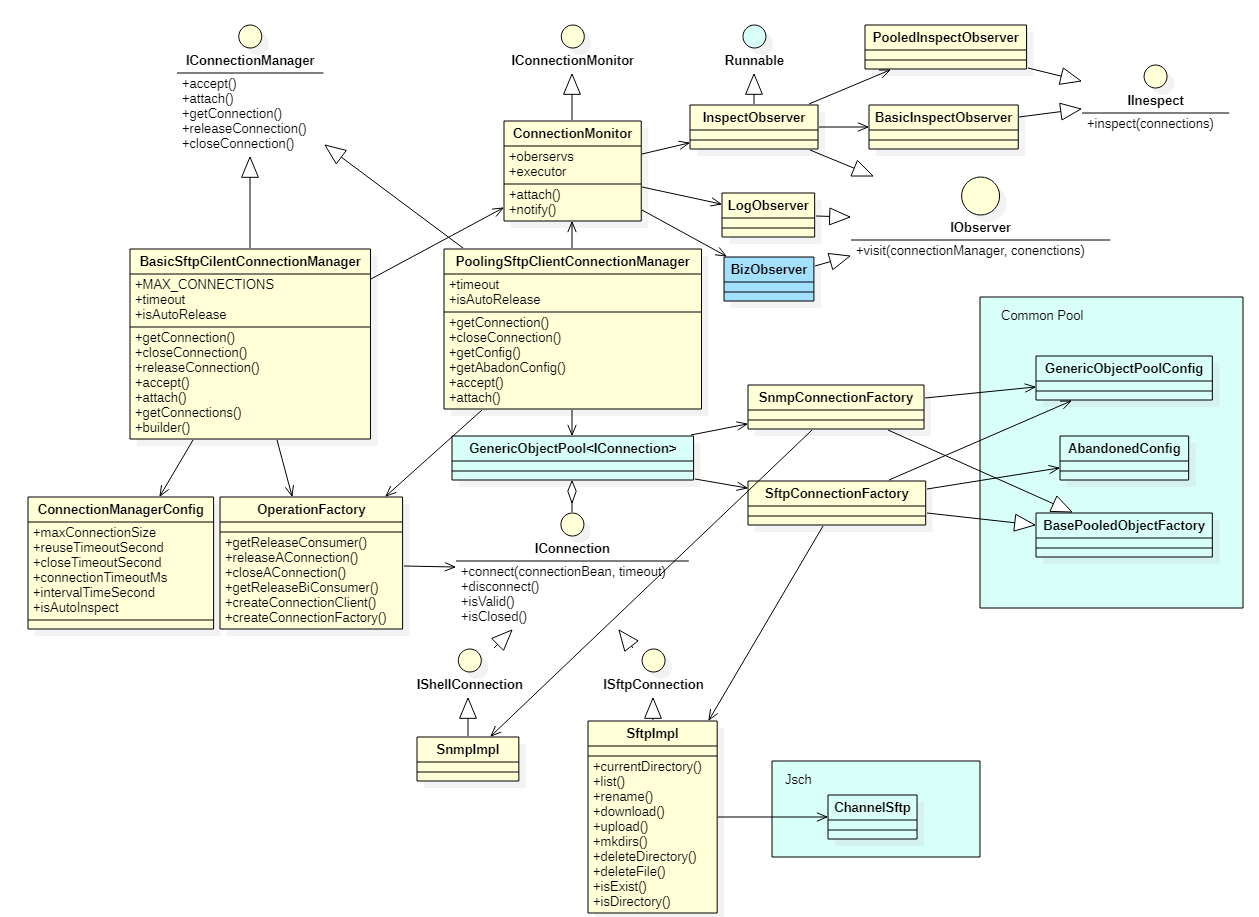 IConnectionManager
+accept()
+attach()
+getConnection()
+releaseConnection()
+closeConnection()
IConnectionMonitor
ConnectionMonitor
+oberservs
+executor
+attach()
+notify()
Runnable
InspectObserver
PooledInspectObserver
BasicInspectObserver
IInespect
+inspect(connections)
LogObserver
BizObserver
IObserver
+visit(connectionManager, conenctions)
BasicSftpCilentConnectionManager
+MAX_CONNECTIONS
+timeout
+isAutoRelease
+getConnection()
+closeConnection()
+releaseConnection()
+accept()
+attach()
+getConnections()
+builder()
PoolingSftpClientConnectionManager
+timeout
+isAutoRelease
+getConnection()
+closeConnection()
+getConfig()
+getAbadonConfig()
+accept()
+attach()
Common Pool
GenericObjectPoolConfig
AbandonedConfig
BasePooledObjectFactory
SnmpConnectionFactory
SftpConnectionFactory
GenericObjectPool<IConnection>
ConnectionManagerConfig
+maxConnectionSize
+reuseTimeoutSecond
+closeTimeoutSecond
+connectionTimeoutMs
+intervalTimeSecond
+isAutoInspect
OperationFactory
+getReleaseConsumer()
+releaseAConnection()
+closeAConnection()
+getReleaseBiConsumer()
+createConnectionClient()
+createConnectionFactory()
IConnection
+connect(connectionBean, timeout)
+disconnect()
+isValid()
+isClosed()
IShellConnection
ISftpConnection
SnmpImpl
SftpImpl
+currentDirectory()
+list()
+rename()
+download()
+upload()
+mkdirs()
+deleteDirectory()
+deleteFile()
+isExist()
+isDirectory()
Jsch
ChannelSftp